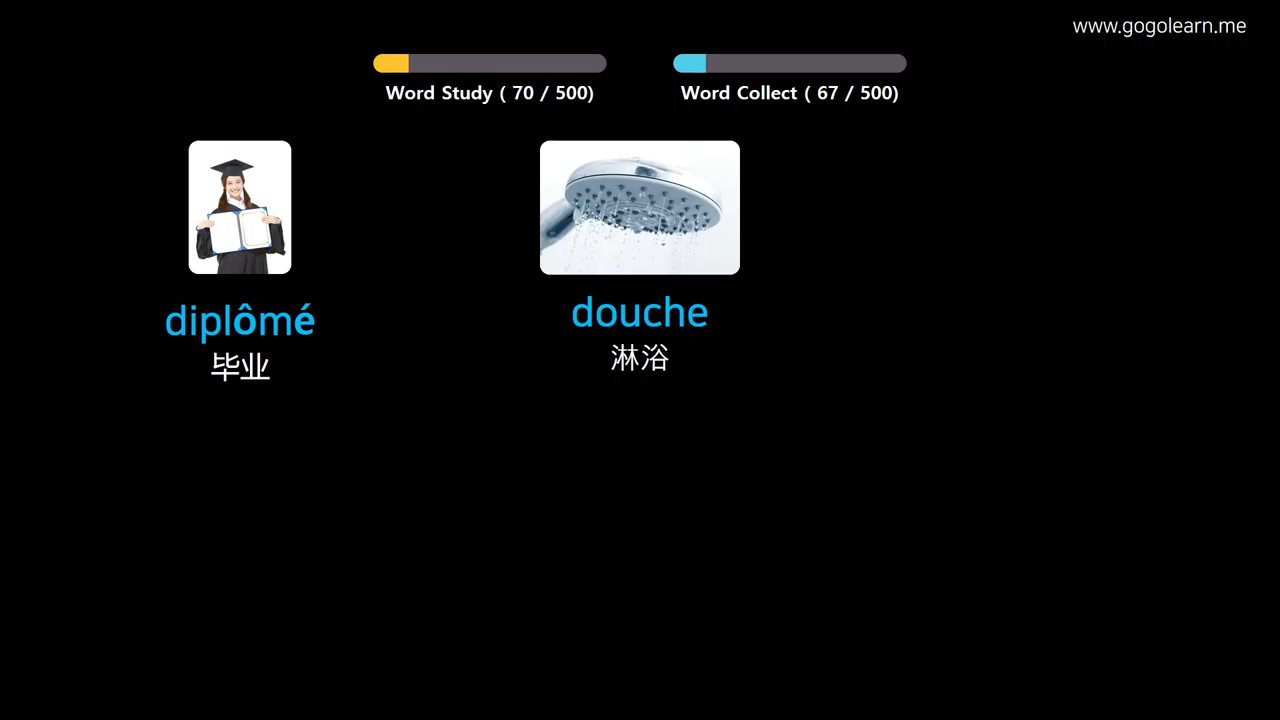 www.gogolearn.me
Word Study ( 70 / 500)
Word Collect ( 67 / 500)
diplômé
毕业
douche
淋浴